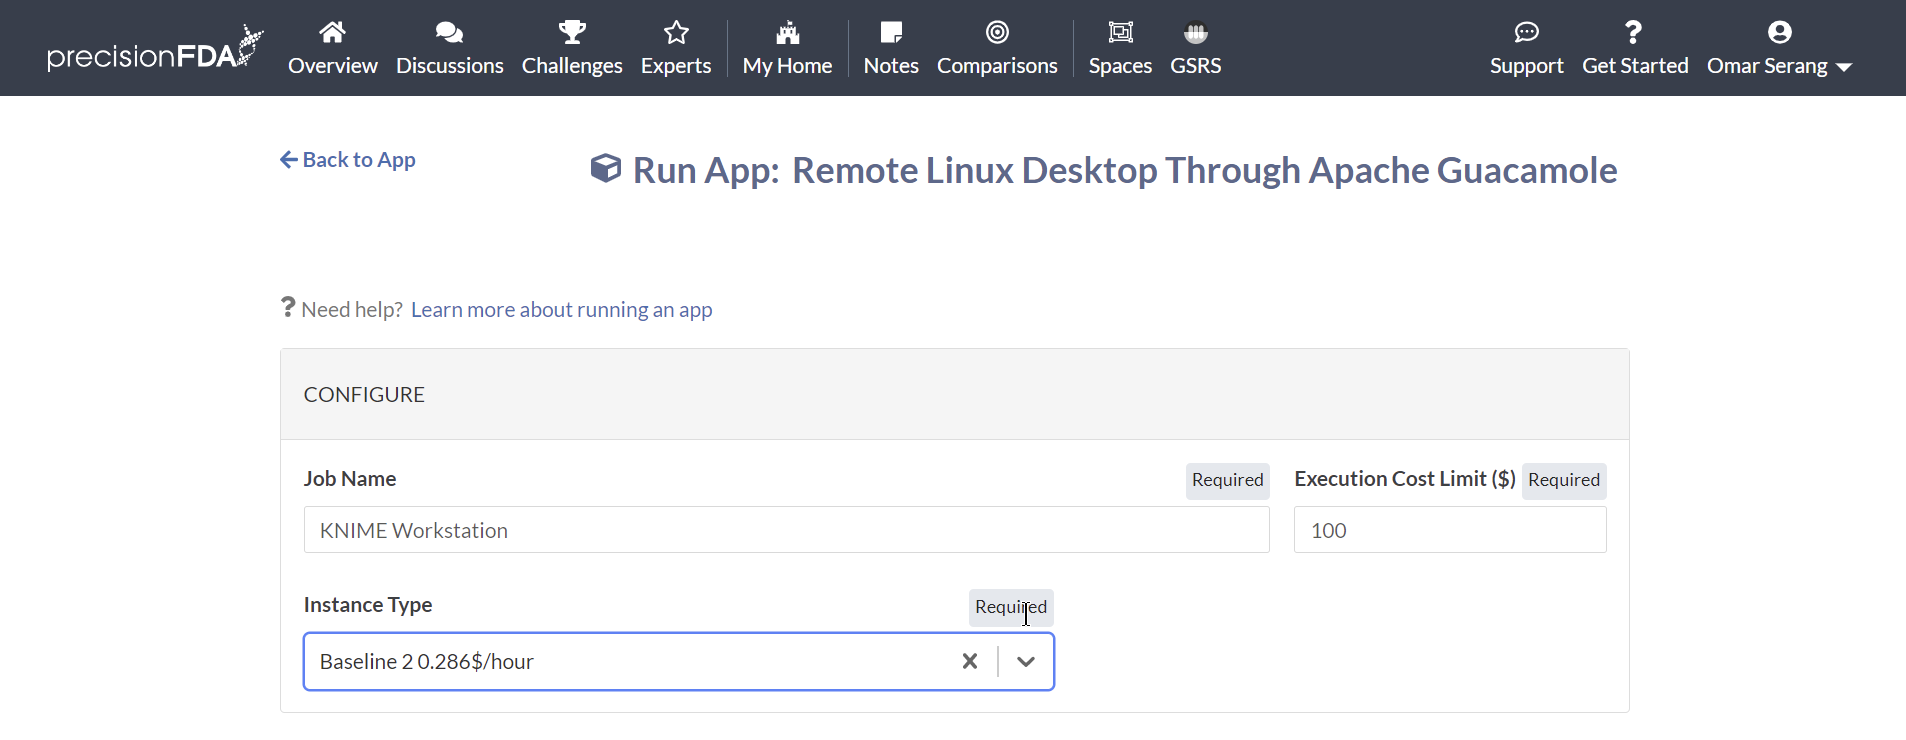 precisionFDA
Overview Discussions Challenges Experts My Home Notes Comparisons Spaces GSRS Support Get Started Omar Serang
Back to App
Run App: Remote Linux Desktop Through Apache Guacamole
? Need help? Learn more about running an app
CONFIGURE
Job Name Required Execution Cost Limit ($) Required
KNIME Workstation 100
Instance Type Required
Baseline 2 0.286$/hour